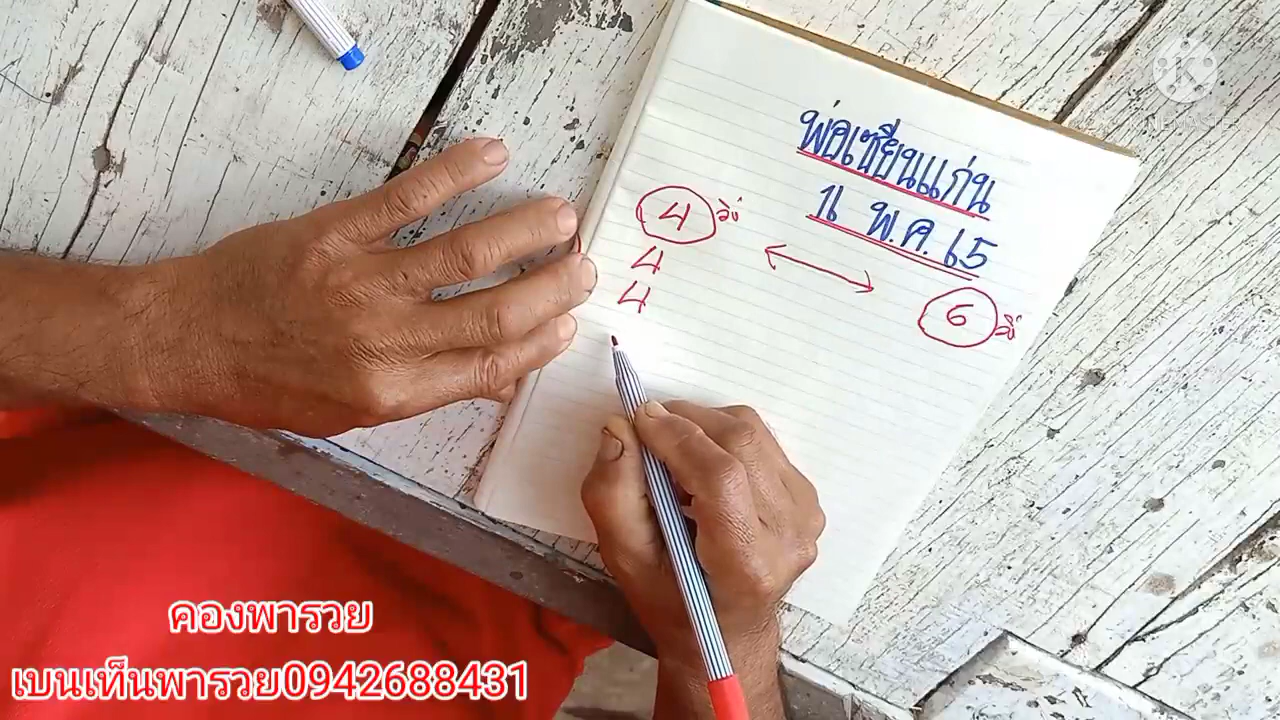 พ่อเซียนแก่น
1 พ.ค. 65
4 วิ่ง
4
4
6 วิ่ง
คองพารวย
เบนเท็นพารวย0942688431